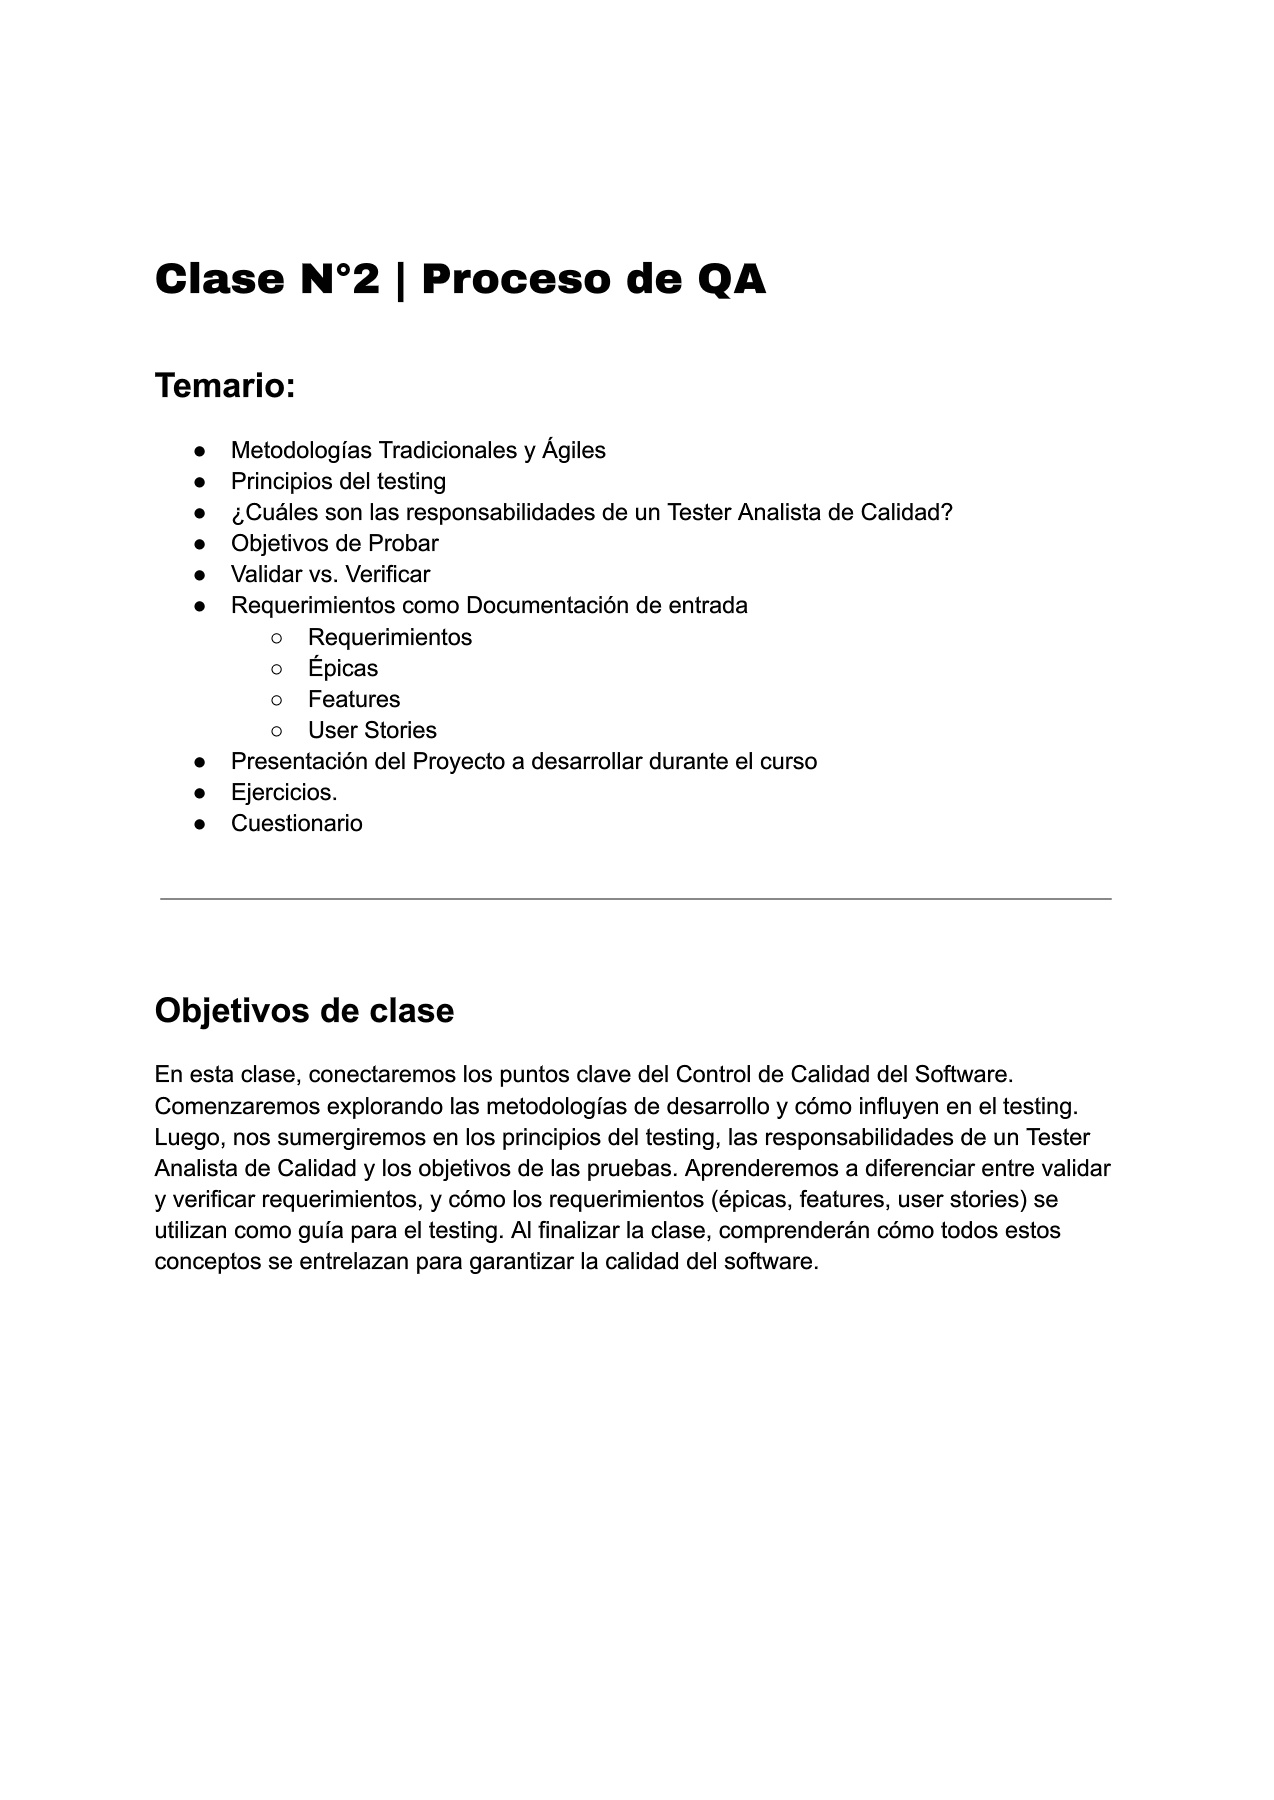 Clase N°2 | Proceso de QA
Temario:
● Metodologías Tradicionales y Ágiles
● Principios del testing
● ¿Cuáles son las responsabilidades de un Tester Analista de Calidad?
● Objetivos de Probar
● Validar vs. Verificar
● Requerimientos como Documentación de entrada
○ Requerimientos
○ Épicas
○ Features
○ User Stories
● Presentación del Proyecto a desarrollar durante el curso
● Ejercicios.
● Cuestionario
Objetivos de clase
En esta clase, conectaremos los puntos clave del Control de Calidad del Software.
Comenzaremos explorando las metodologías de desarrollo y cómo influyen en el testing.
Luego, nos sumergiremos en los principios del testing, las responsabilidades de un Tester
Analista de Calidad y los objetivos de las pruebas. Aprenderemos a diferenciar entre validar
y verificar requerimientos, y cómo los requerimientos (épicas, features, user stories) se
utilizan como guía para el testing. Al finalizar la clase, comprenderán cómo todos estos
conceptos se entrelazan para garantizar la calidad del software.